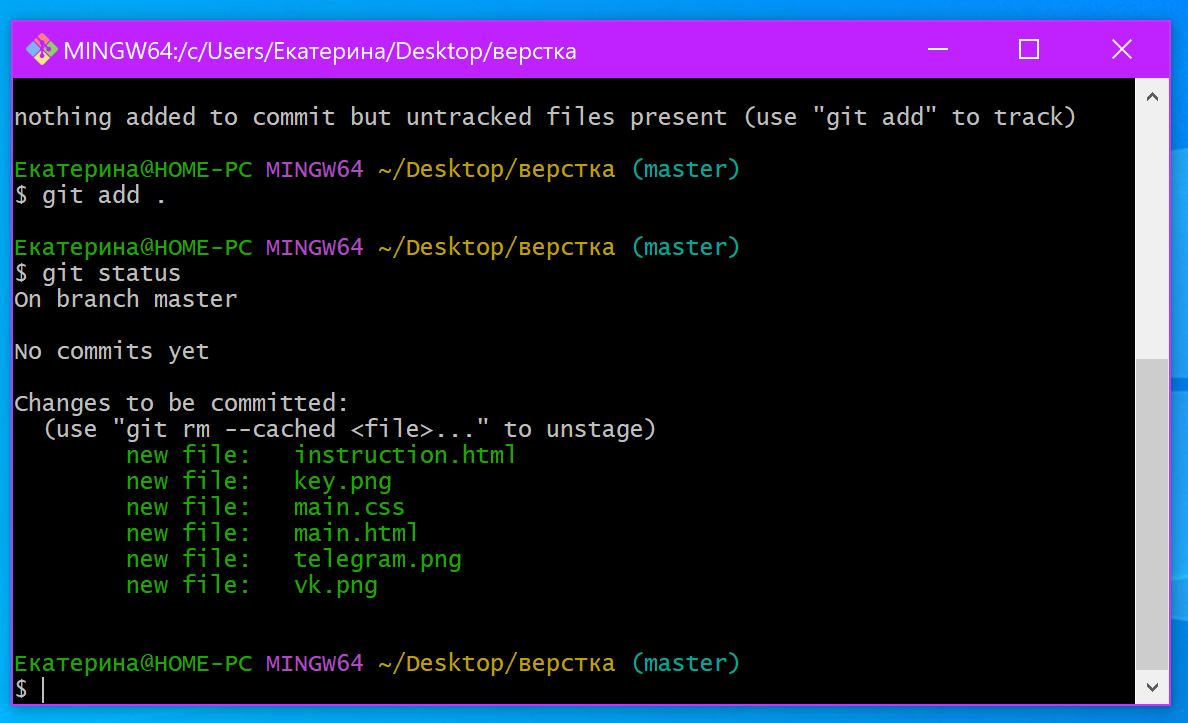 MINGW64:/c/Users/Екатерина/Desktop/верстка
nothing added to commit but untracked files present (use "git add" to track)
Екатерина@HOME-PC MINGW64 ~/Desktop/верстка (master)
$ git add .
Екатерина@HOME-PC MINGW64 ~/Desktop/верстка (master)
$ git status
On branch master
No commits yet
Changes to be committed:
  (use "git rm --cached <file>..." to unstage)
        new file:   instruction.html
        new file:   key.png
        new file:   main.css
        new file:   main.html
        new file:   telegram.png
        new file:   vk.png
Екатерина@HOME-PC MINGW64 ~/Desktop/верстка (master)
$